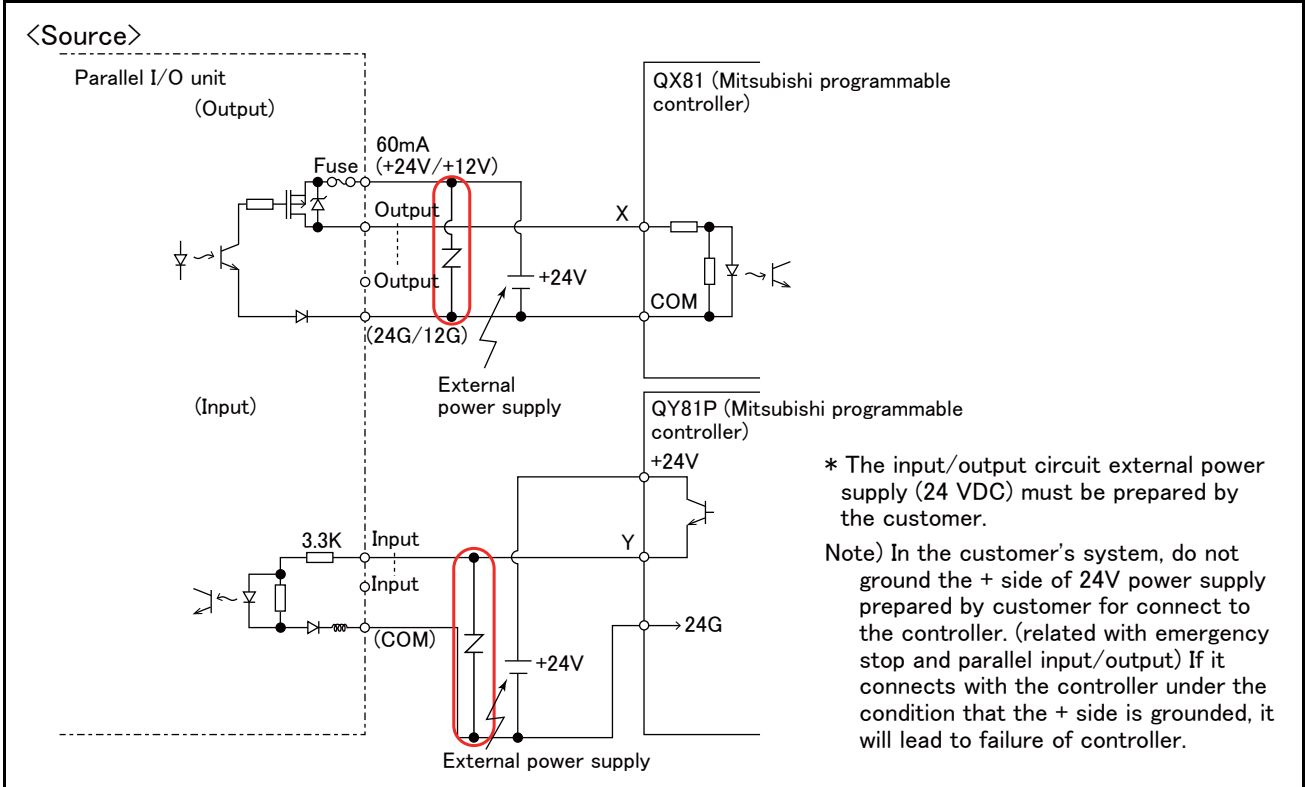 <Source>
Parallel I/O unit
(Output)
Fuse
60mA
(+24V/+12V)
Output
Output
+24V
(24G/12G)
External
power supply
QX81 (Mitsubishi programmable
controller)
X
COM
(Input)
3.3K
Input
Input
(COM)
+24V
External power supply
QY81P (Mitsubishi programmable
controller)
+24V
Y
24G
* The input/output circuit external power
supply (24 VDC) must be prepared by
the customer.
Note) In the customer's system, do not
ground the + side of 24V power supply
prepared by customer for connect to
the controller. (related with emergency
stop and parallel input/output) If it
connects with the controller under the
condition that the + side is grounded, it
will lead to failure of controller.